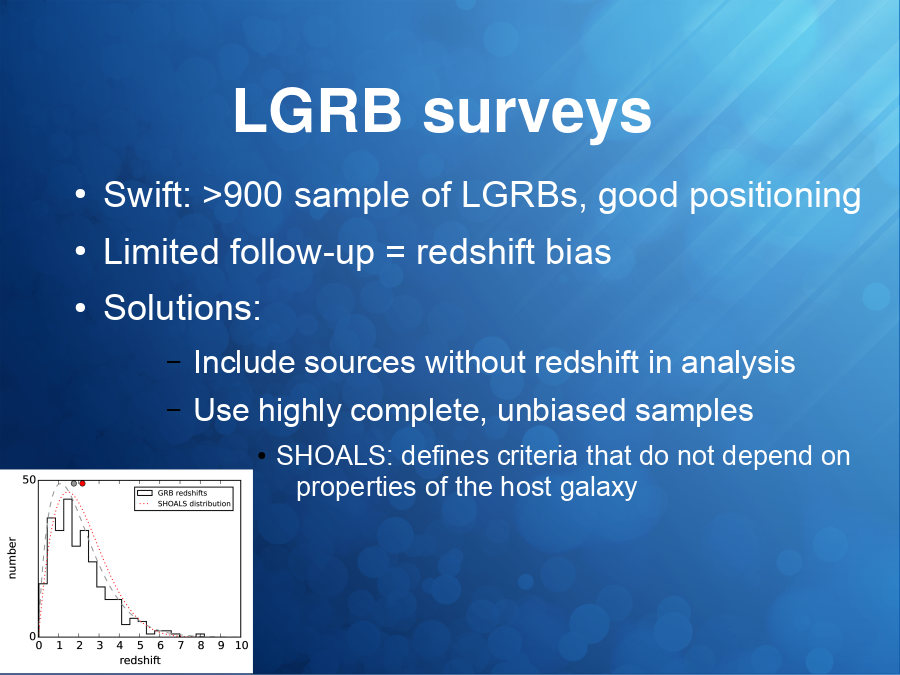 LGRB surveys
• Swift: >900 sample of LGRBs, good positioning
• Limited follow-up = redshift bias
• Solutions:
– Include sources without redshift in analysis
– Use highly complete, unbiased samples
• SHOALS: defines criteria that do not depend on
properties of the host galaxy
50
GRB redshifts
SHOALS distribution
number
0
0 1 2 3 4 5 6 7 8 9 10
redshift